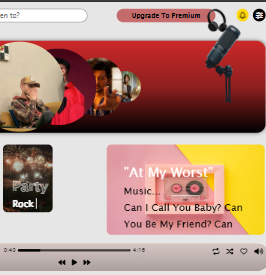 en to?
Upgrade To Premium
Party
Rock
"At My Worst"
Music...
Can I Call You Baby? Can
You Be My Friend? Can
0:40
4:16